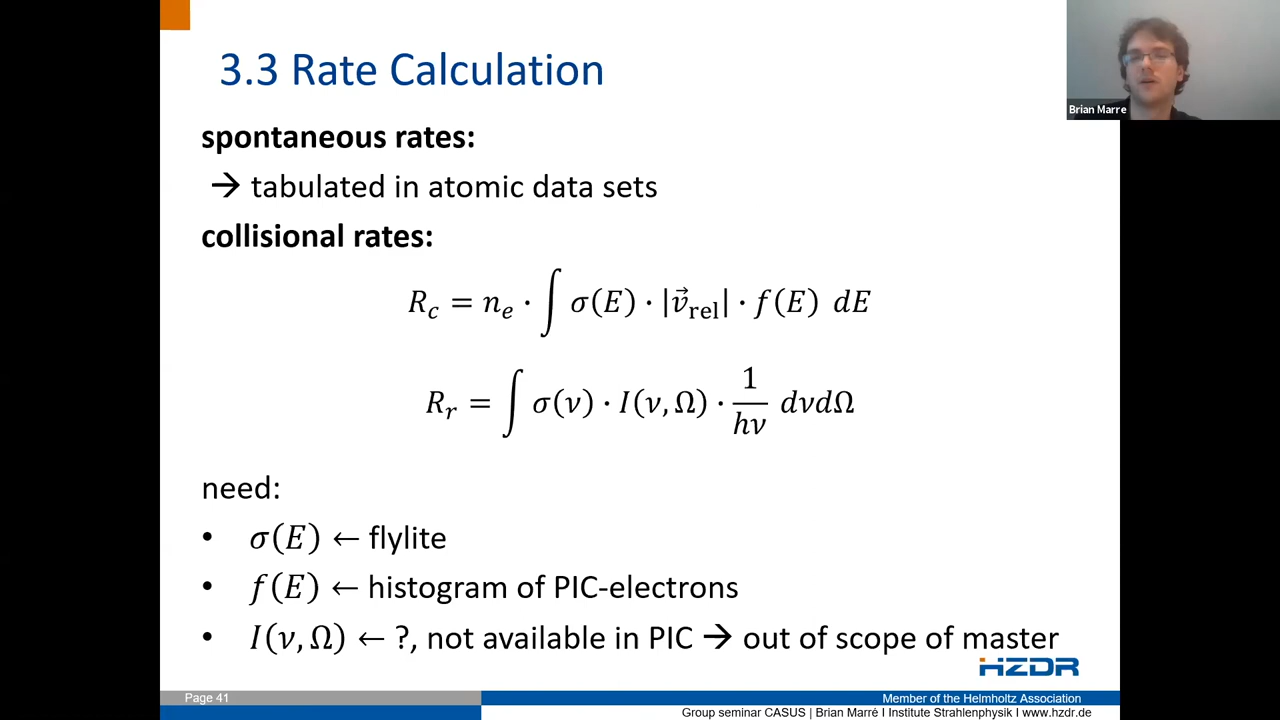 3.3 Rate Calculation
Brian Marre
spontaneous rates:
→ tabulated in atomic data sets
collisional rates:
R_c = n_e · ∫ σ(E) · |v⃗_rel| · f(E) dE
R_r = ∫ σ(ν) · I(ν, Ω) · 1/hν dνdΩ
need:
• σ(E) ← flylite
• f(E) ← histogram of PIC-electrons
• I(ν, Ω) ← ?, not available in PIC → out of scope of master
HZDR
Page 41
Member of the Helmholtz Association
Group seminar CASUS | Brian Marré I Institute Strahlenphysik I www.hzdr.de